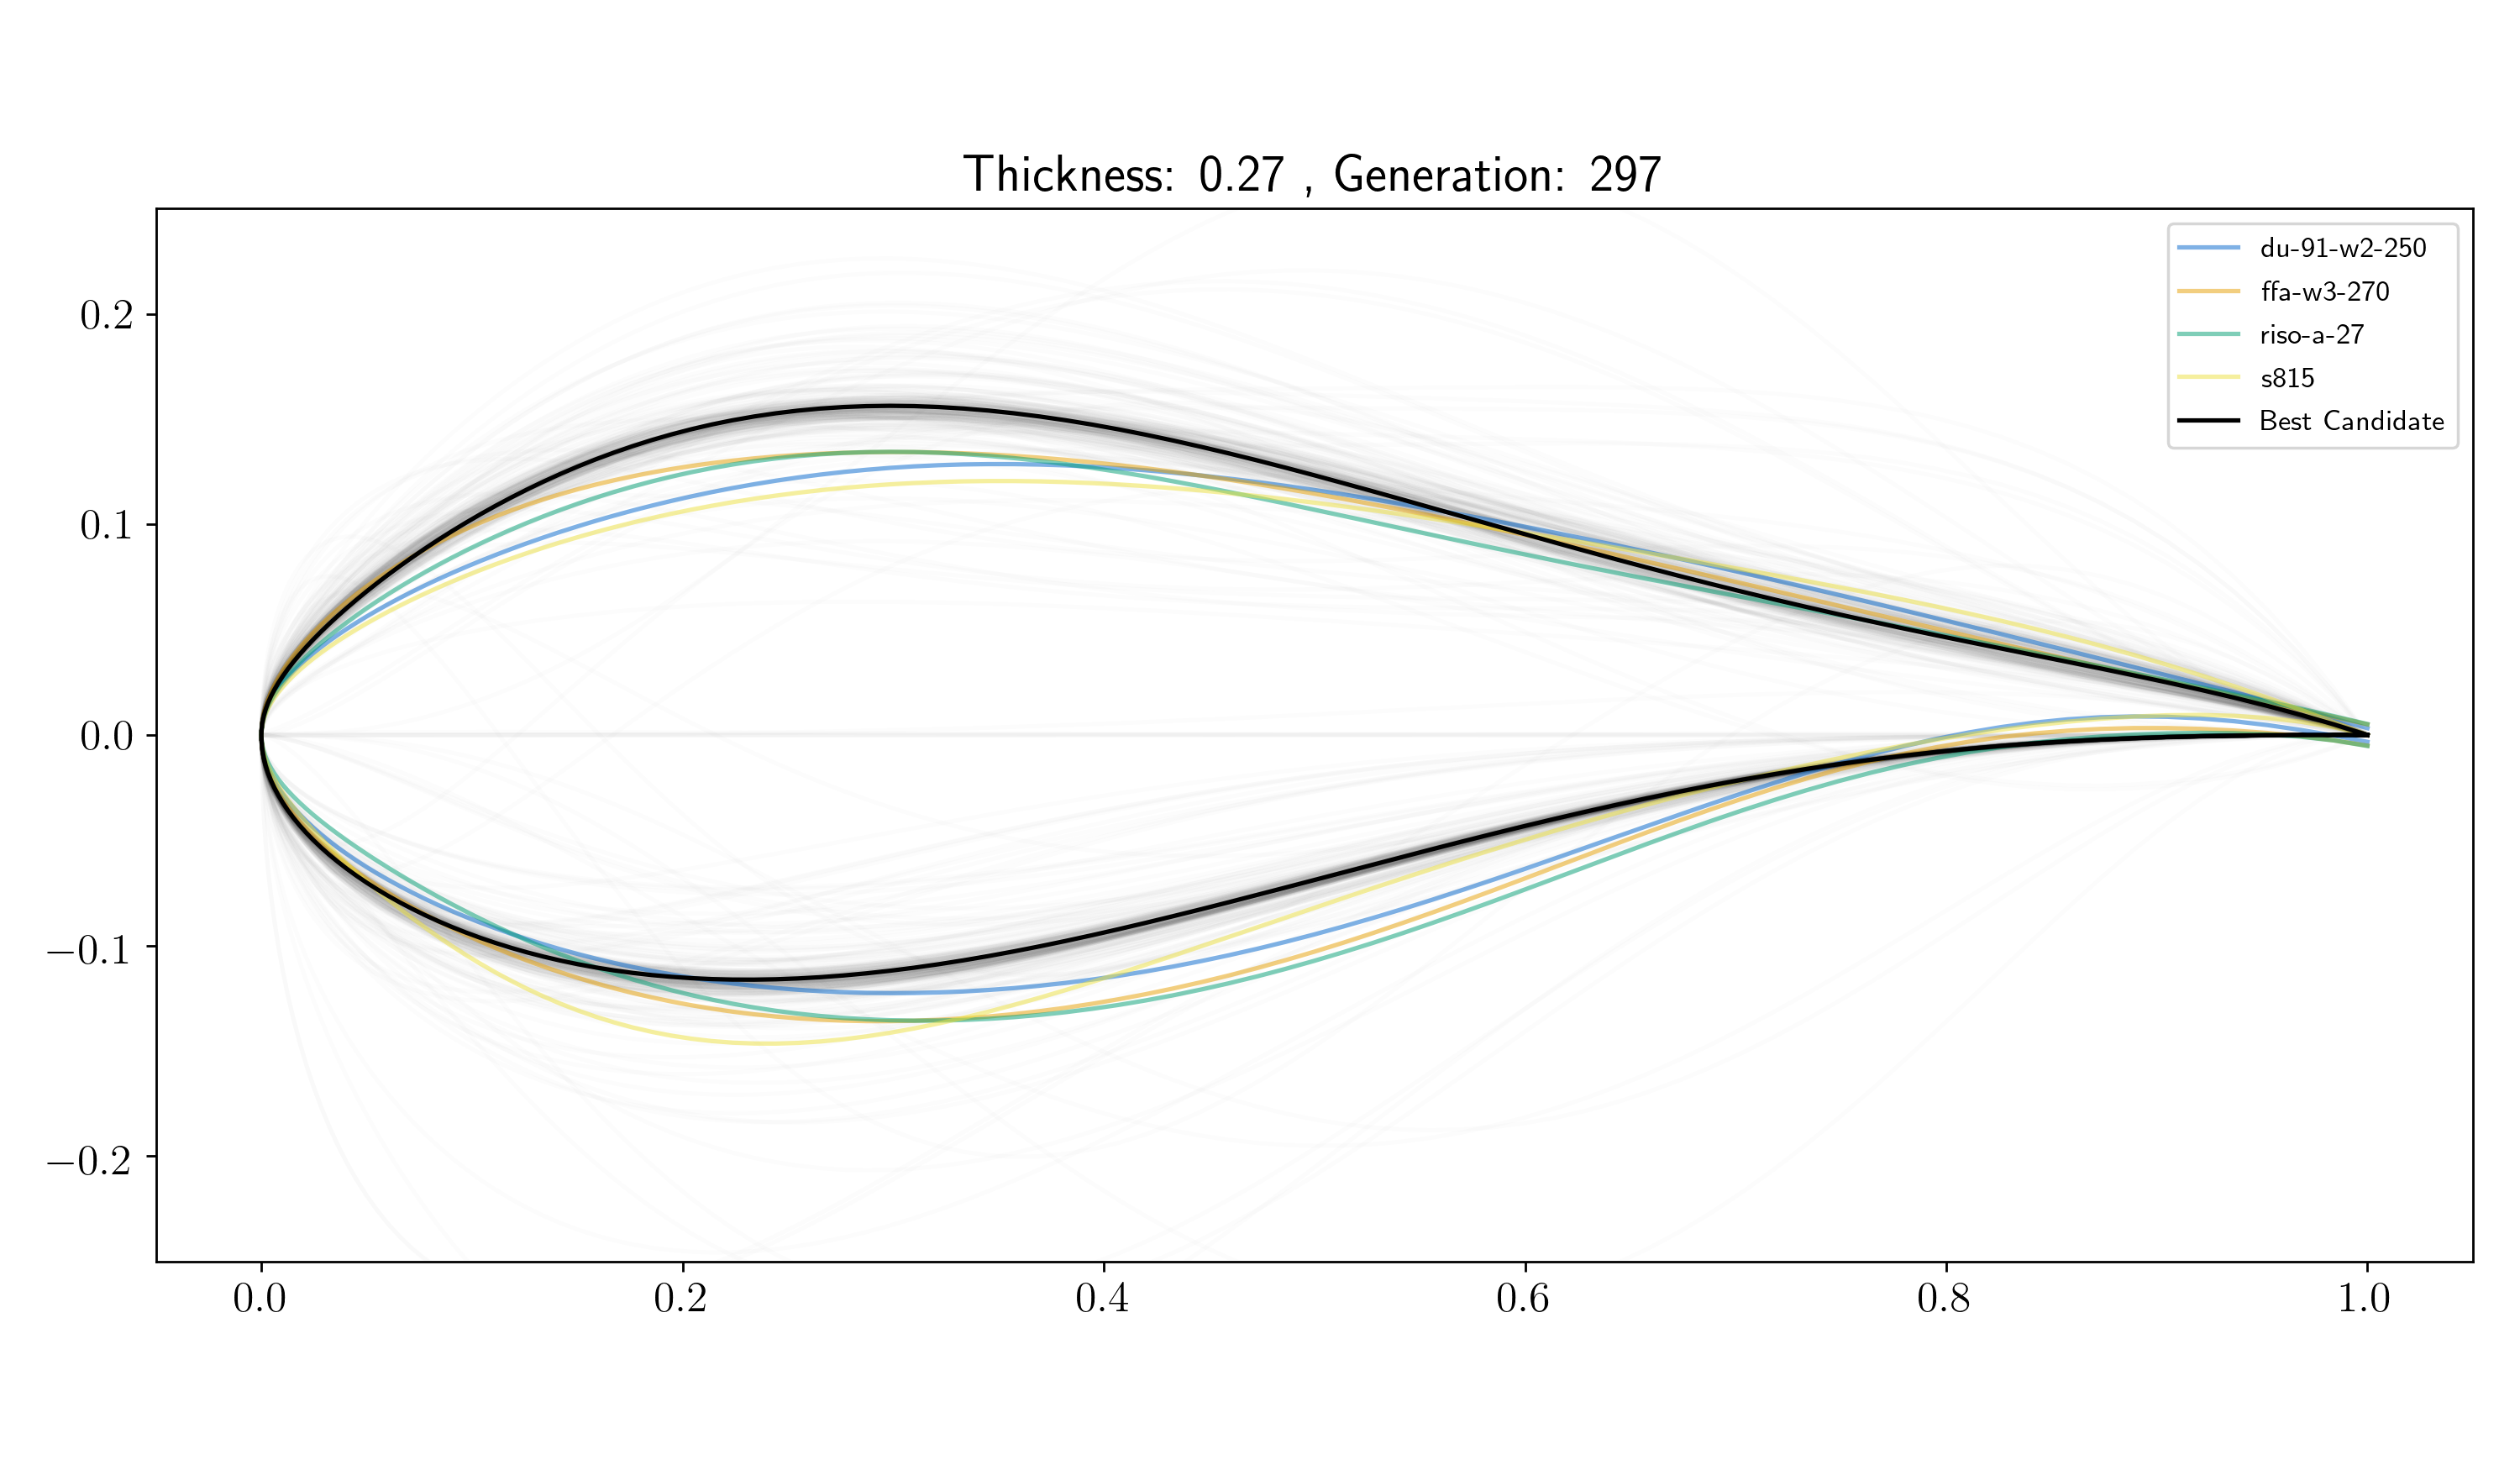 Thickness: 0.27 , Generation: 297
du-91-w2-250
ffa-w3-270
riso-a-27
s815
Best Candidate
0.2
0.1
0.0
−0.1
−0.2
0.0 0.2 0.4 0.6 0.8 1.0